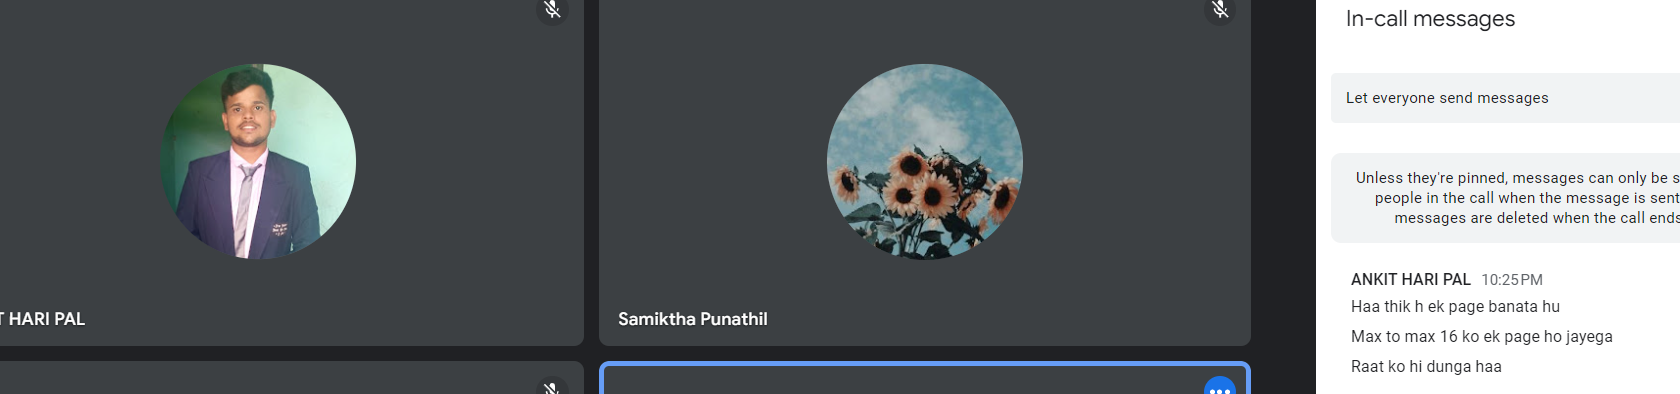 T HARI PAL
Samiktha Punathil
In-call messages
Let everyone send messages
Unless they're pinned, messages can only be s
people in the call when the message is sent
messages are deleted when the call ends
ANKIT HARI PAL 10:25 PM
Haa thik h ek page banata hu
Max to max 16 ko ek page ho jayega
Raat ko hi dunga haa